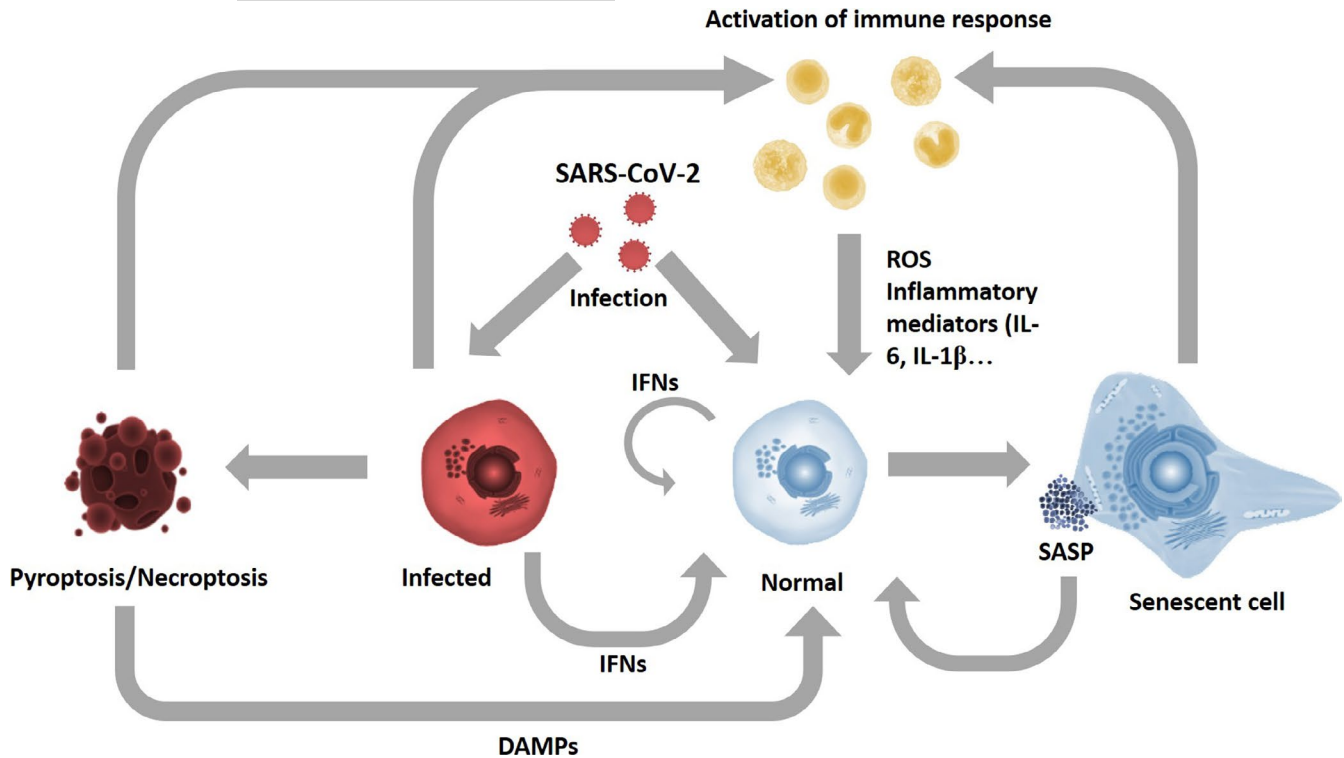 Activation of immune response
SARS-CoV-2
Infection
ROS
Inflammatory
mediators (IL-
6, IL-1β...
IFNs
Pyroptosis/Necroptosis
Infected
Normal
SASP
Senescent cell
IFNs
DAMPs